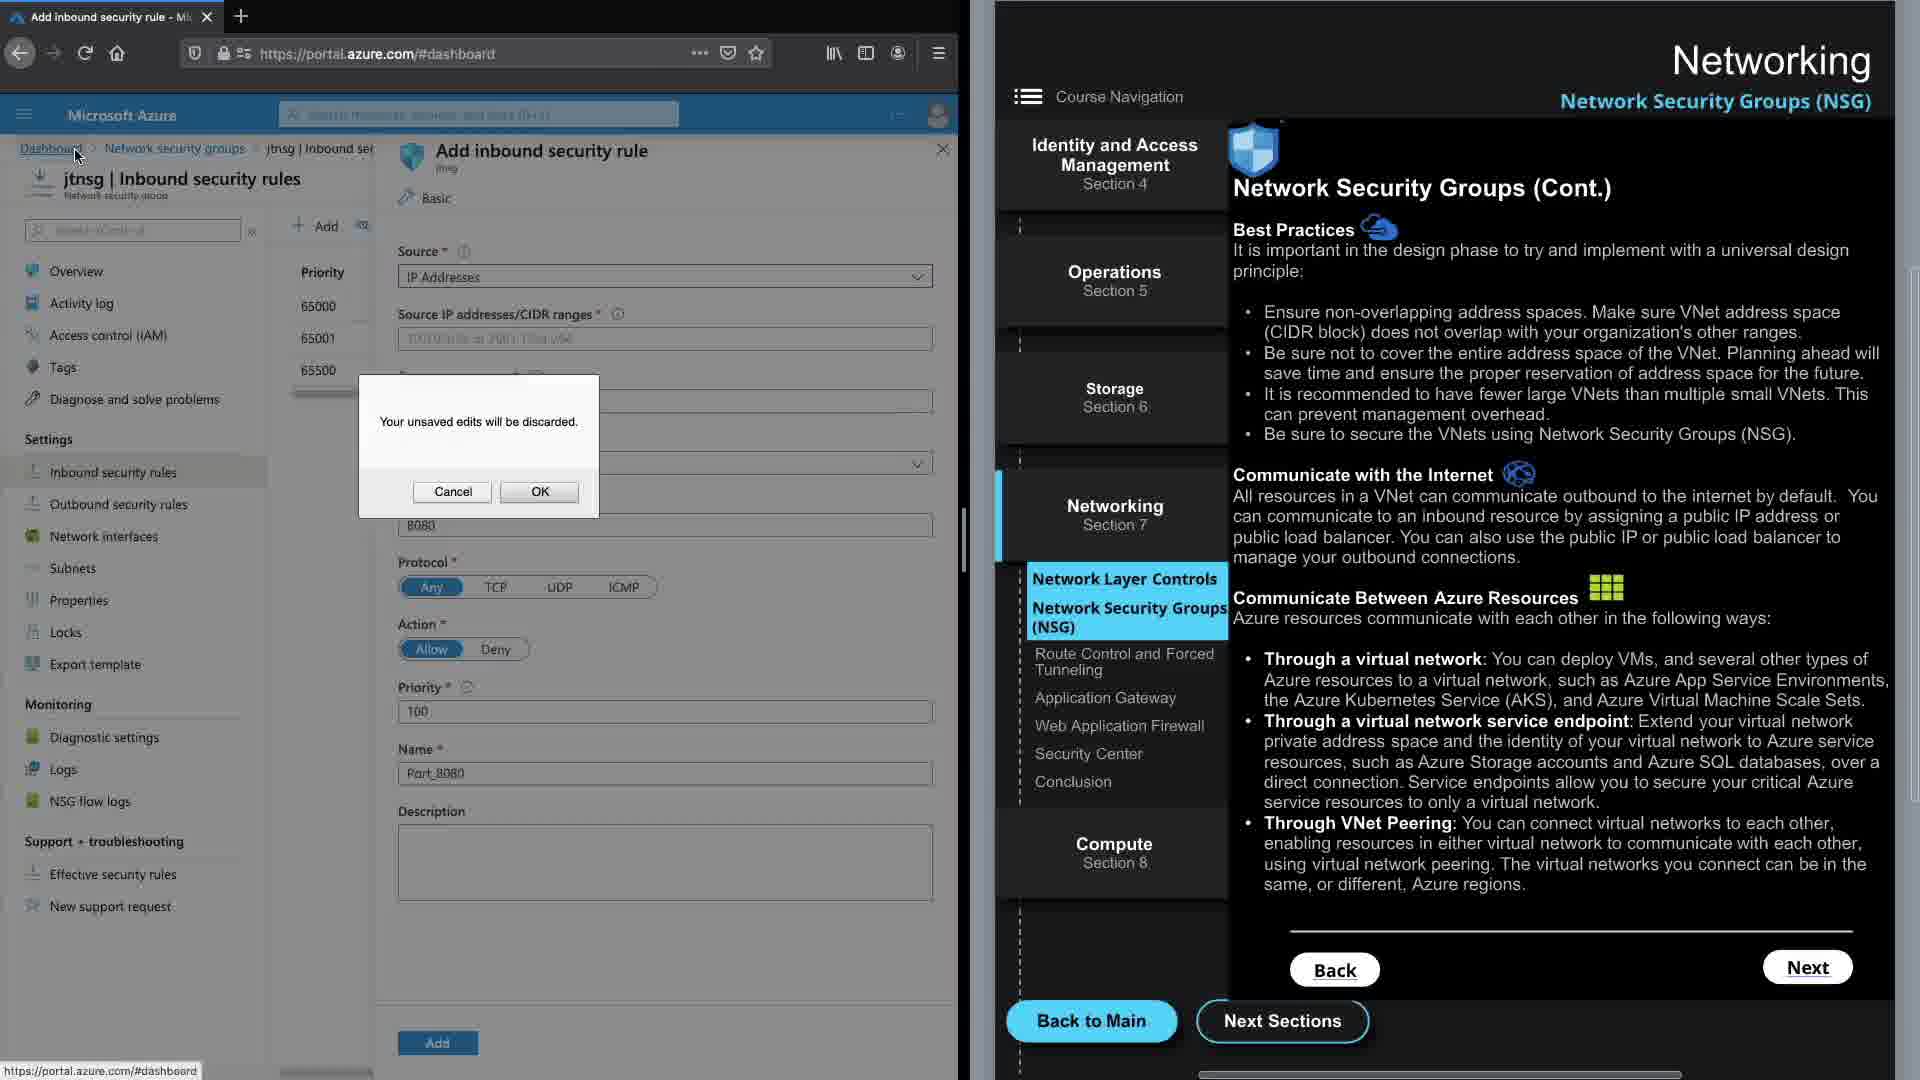 Add inbound security rule - Mi
https://portal.azure.com/#dashboard
Microsoft Azure
Dashboard > Network security groups > jtnsg | Inbound sec
jtnsg | Inbound security rules
Network security group
Add
Priority
65000
65001
65500
Overview
Activity log
Access control (IAM)
Tags
Diagnose and solve problems
Settings
Inbound security rules
Outbound security rules
Network interfaces
Subnets
Properties
Locks
Export template
Monitoring
Diagnostic settings
Logs
NSG flow logs
Support + troubleshooting
Effective security rules
New support request
https://portal.azure.com/#dashboard
Add inbound security rule
jtnsg
Basic
Source *
IP Addresses
Source IP addresses/CIDR ranges *
Your unsaved edits will be discarded.
Cancel
OK
8080
Protocol *
Any
TCP
UDP
ICMP
Action *
Allow
Deny
Priority *
100
Name *
Port_8080
Description
Add
Networking
Network Security Groups (NSG)
Course Navigation
Identity and Access
Management
Section 4
Operations
Section 5
Storage
Section 6
Networking
Section 7
Network Layer Controls
Network Security Groups
(NSG)
Route Control and Forced
Tunneling
Application Gateway
Web Application Firewall
Security Center
Conclusion
Compute
Section 8
Back to Main
Next Sections
Network Security Groups (Cont.)
Best Practices
It is important in the design phase to try and implement with a universal design
principle:
• Ensure non-overlapping address spaces. Make sure VNet address space
(CIDR block) does not overlap with your organization's other ranges.
• Be sure not to cover the entire address space of the VNet. Planning ahead will
save time and ensure the proper reservation of address space for the future.
• It is recommended to have fewer large VNets than multiple small VNets. This
can prevent management overhead.
• Be sure to secure the VNets using Network Security Groups (NSG).
Communicate with the Internet
All resources in a VNet can communicate outbound to the internet by default. You
can communicate to an inbound resource by assigning a public IP address or
public load balancer. You can also use the public IP or public load balancer to
manage your outbound connections.
Communicate Between Azure Resources
Azure resources communicate with each other in the following ways:
• Through a virtual network: You can deploy VMs, and several other types of
Azure resources to a virtual network, such as Azure App Service Environments,
the Azure Kubernetes Service (AKS), and Azure Virtual Machine Scale Sets.
• Through a virtual network service endpoint: Extend your virtual network
private address space and the identity of your virtual network to Azure service
resources, such as Azure Storage accounts and Azure SQL databases, over a
direct connection. Service endpoints allow you to secure your critical Azure
service resources to only a virtual network.
• Through VNet Peering: You can connect virtual networks to each other,
enabling resources in either virtual network to communicate with each other,
using virtual network peering. The virtual networks you connect can be in the
same, or different, Azure regions.
Back
Next